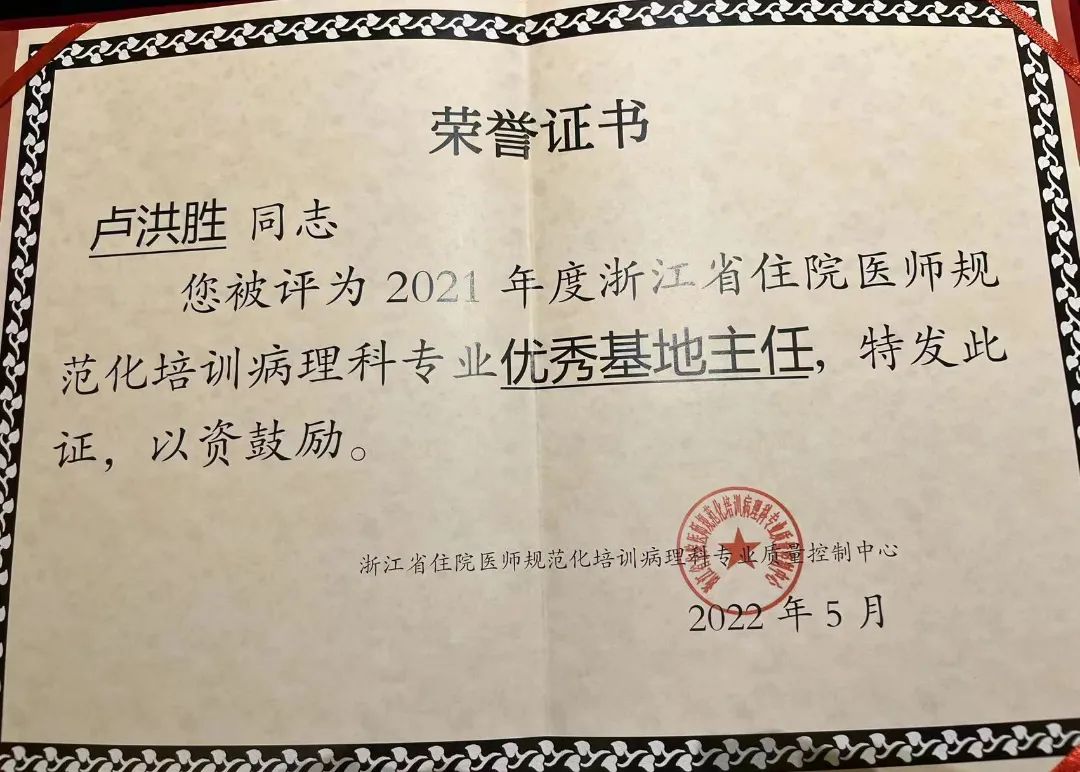 荣誉证书
卢洪胜 同志
您被评为 2021 年度浙江省住院医师规
范化培训病理科专业优秀基地主任，特发此
证，以资鼓励。
浙江省住院医师规范化培训病理科专业质量控制中心
2022 年 5 月